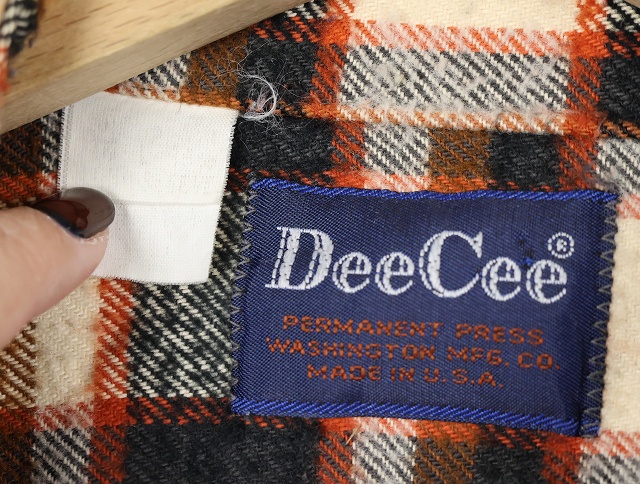 DeeCee®
PERMANENT PRESS
WASHINGTON MFG. CO.
MADE IN U.S.A.